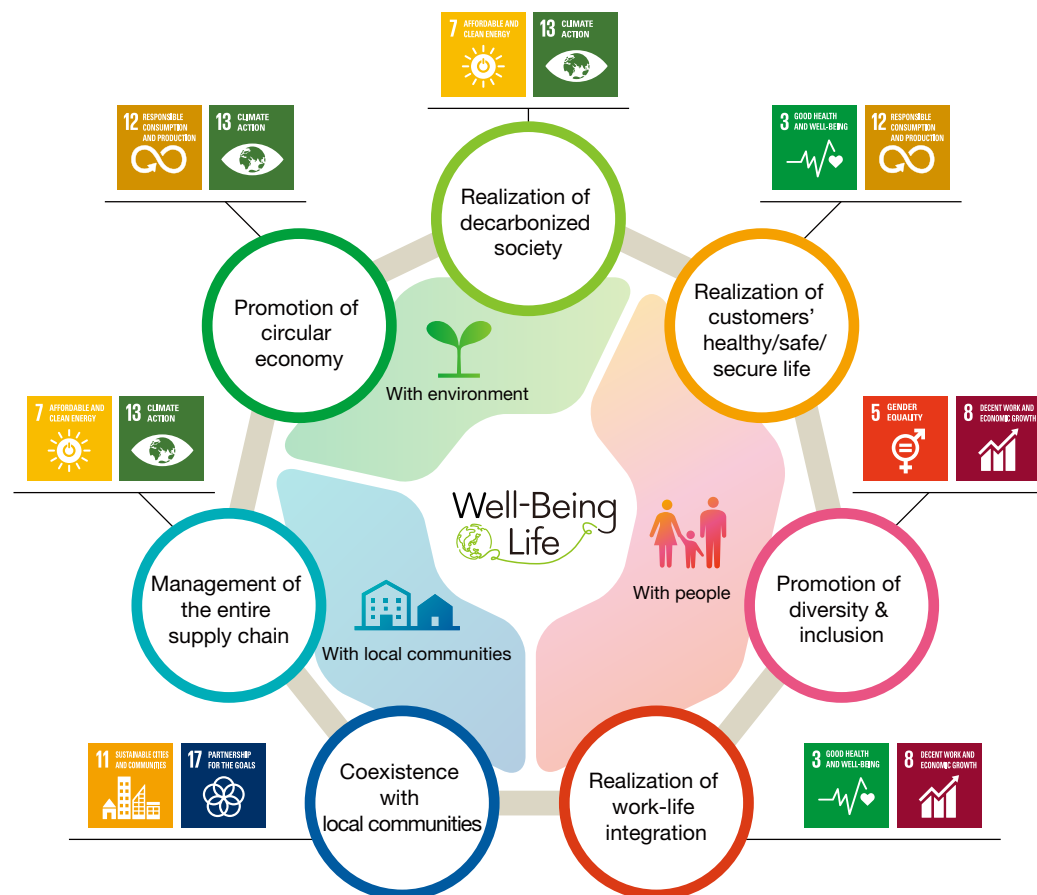 7 AFFORDABLE AND
CLEAN ENERGY
13 CLIMATE
ACTION
12 RESPONSIBLE
CONSUMPTION
AND PRODUCTION
13 CLIMATE
ACTION
3 GOOD HEALTH
AND WELL-BEING
12 RESPONSIBLE
CONSUMPTION
AND PRODUCTION
Realization of
decarbonized
society
Promotion of
circular
economy
Realization of
customers’
healthy/safe/
secure life
With environment
7 AFFORDABLE AND
CLEAN ENERGY
13 CLIMATE
ACTION
5 GENDER
EQUALITY
8 DECENT WORK AND
ECONOMIC GROWTH
Well-Being
Life
With people
With local communities
Management of
the entire
supply chain
Promotion of
diversity &
inclusion
11 SUSTAINABLE CITIES
AND COMMUNITIES
17 PARTNERSHIP
FOR THE GOALS
Coexistence
with
local communities
Realization of
work-life
integration
3 GOOD HEALTH
AND WELL-BEING
8 DECENT WORK AND
ECONOMIC GROWTH